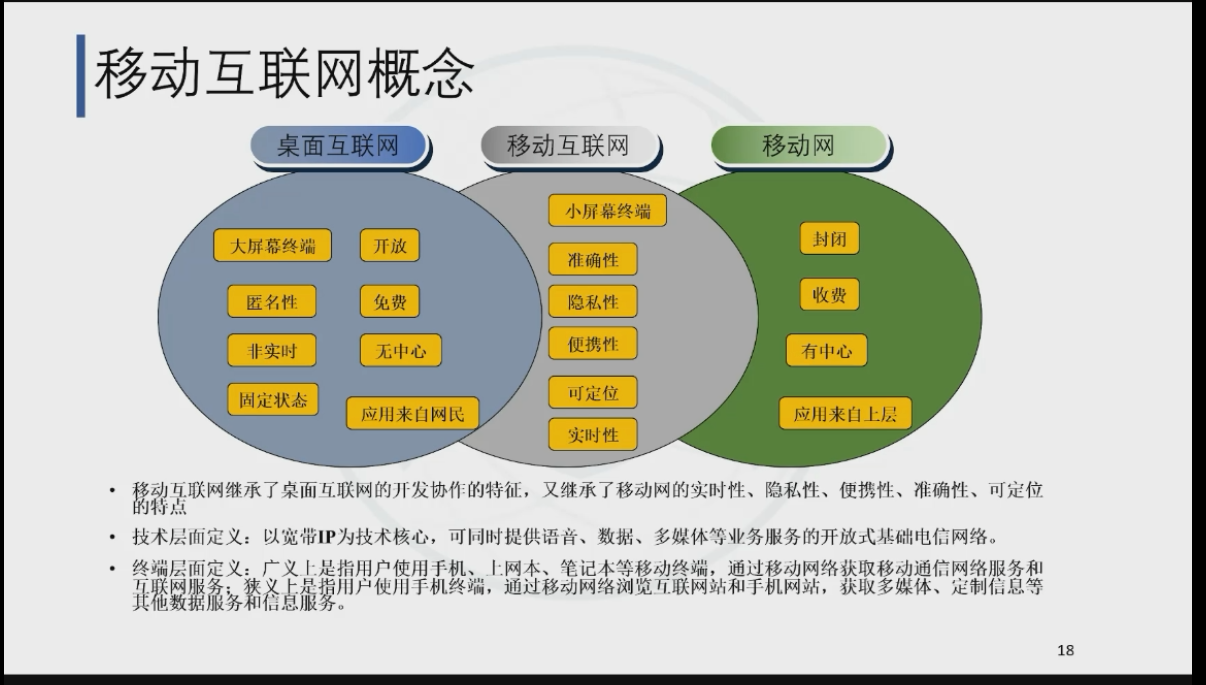 移动互联网概念
桌面互联网
移动互联网
移动网
大屏幕终端
开放
匿名性
免费
非实时
无中心
固定状态
应用来自网民
小屏幕终端
准确性
隐私性
便携性
可定位
实时性
封闭
收费
有中心
应用来自上层
• 移动互联网继承了桌面互联网的开发协作的特征，又继承了移动网的实时性、隐私性、便携性、准确性、可定位
的特点
• 技术层面定义：以宽带IP为技术核心，可同时提供语音、数据、多媒体等业务服务的开放式基础电信网络。
• 终端层面定义：广义上是指用户使用手机、上网本、笔记本等移动终端，通过移动网络获取移动通信网络服务和
互联网服务；狭义上是指用户使用手机终端，通过移动网络浏览互联网站和手机网站，获取多媒体、定制信息等
其他数据服务和信息服务。
18